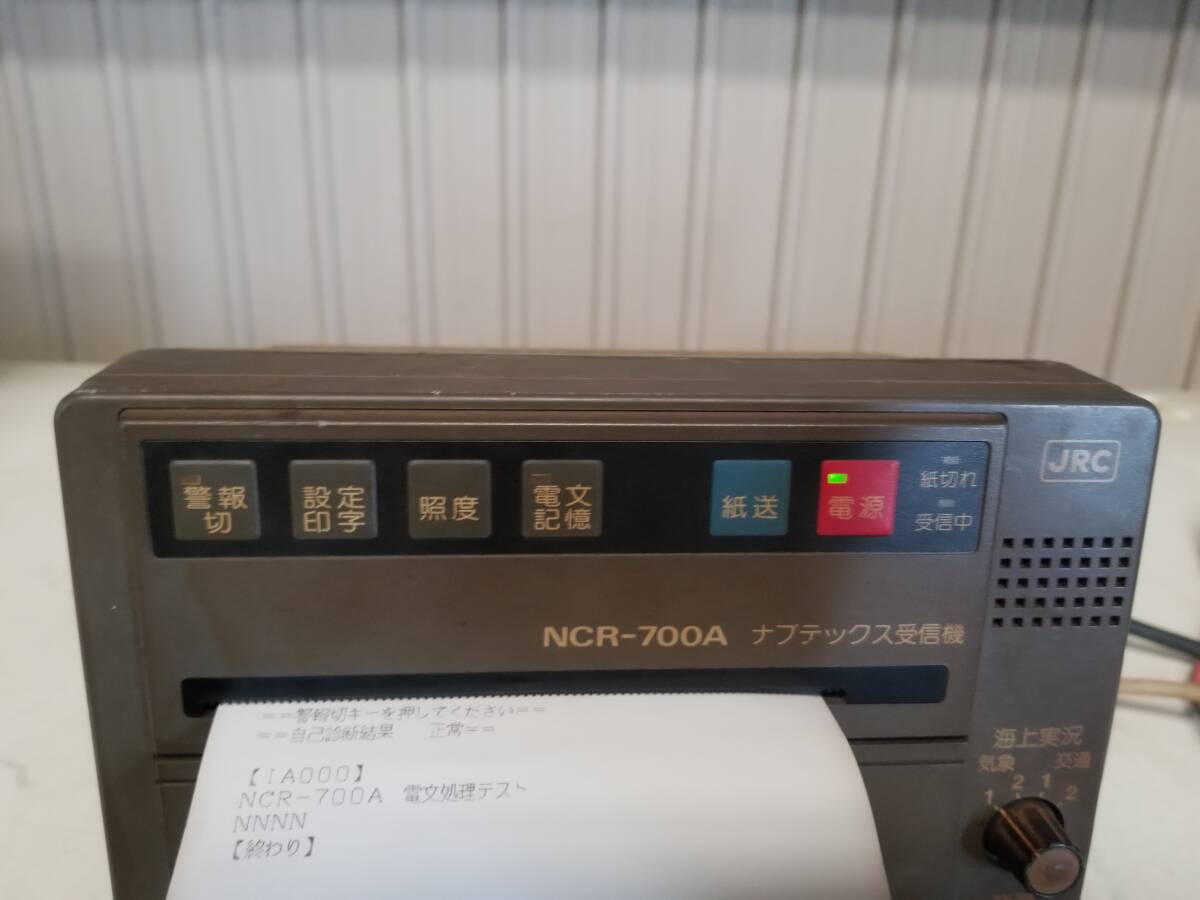 警報切
設定印字
照度
電文記憶
紙送
電源
紙切れ
受信中
JRC
NCR-700A ナブテックス受信機
==警報切キーを押してください==
==自己診断結果 正常==
【IA000】
NCR-700A 電文処理テスト
NNNN
【終わり】
海上実況
気象 交通
1 2 1 2